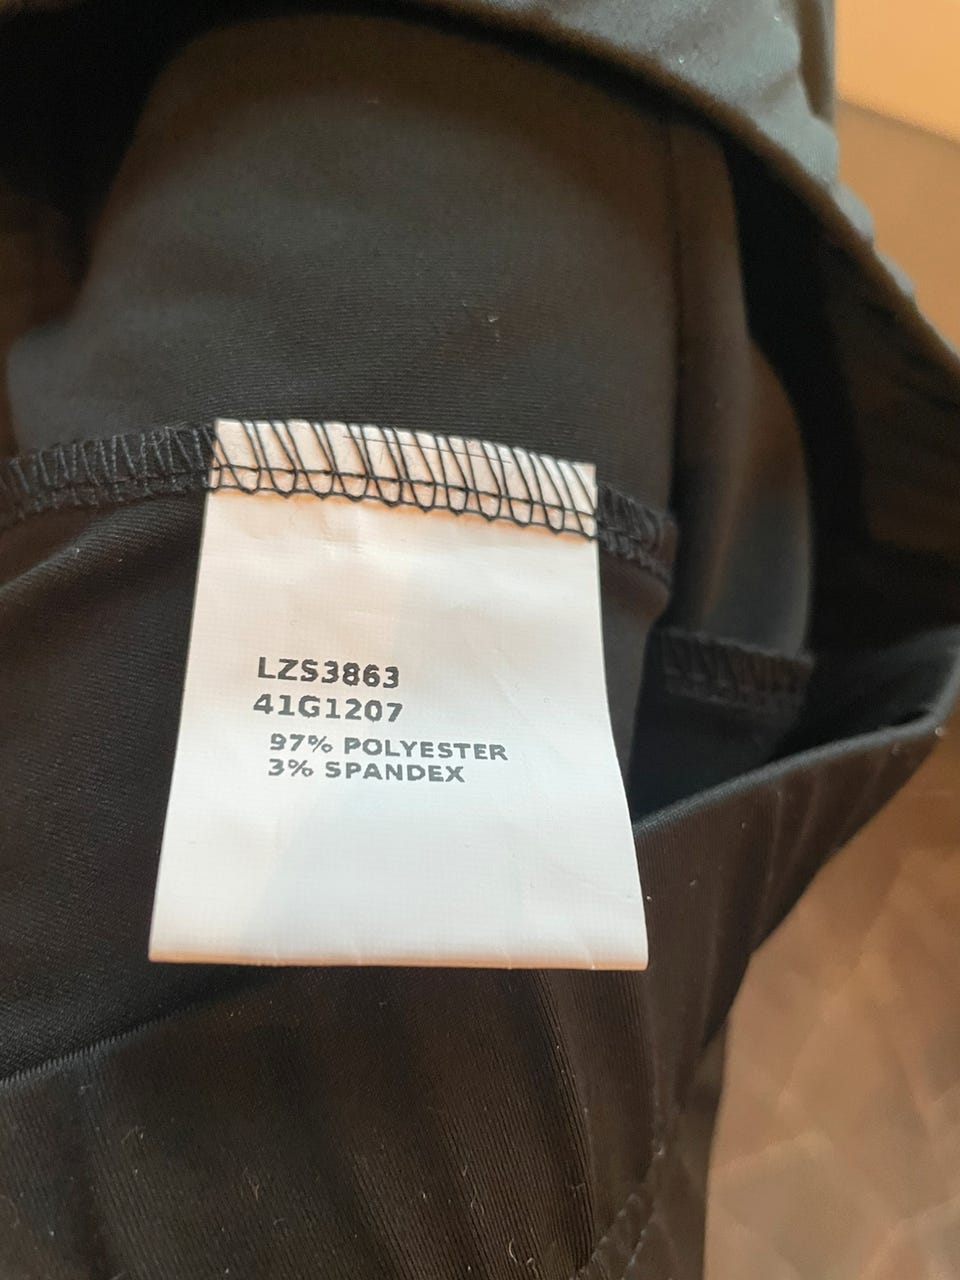 LZS3863
41G1207
97% POLYESTER
3% SPANDEX